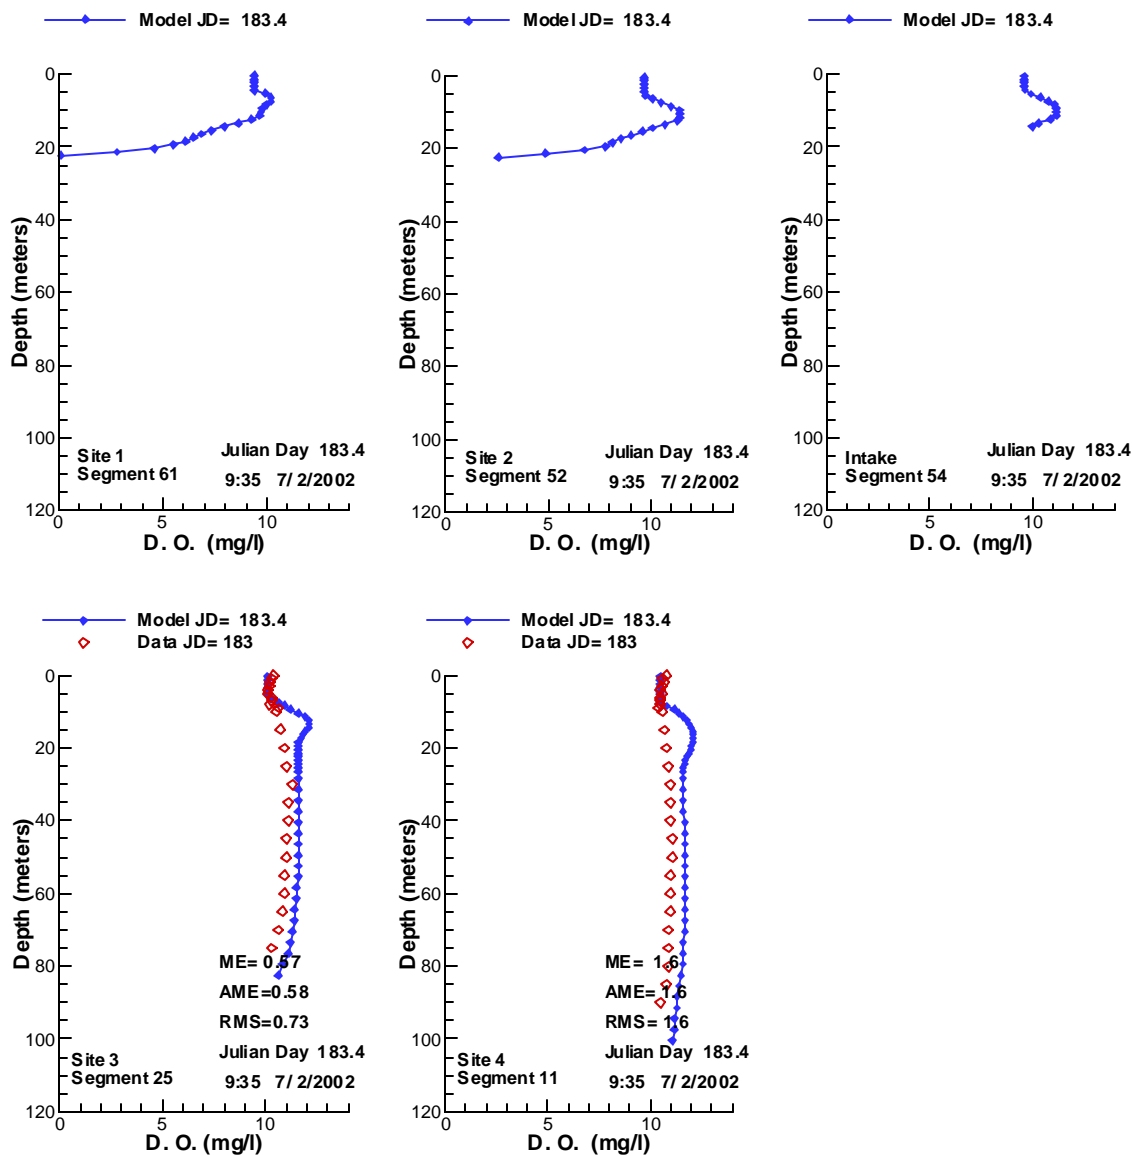 Model JD= 183.4
0
20
40
60
80
100
120
Depth (meters)
Site 1
Segment 61
Julian Day 183.4
9:35 7/ 2/2002
0 5 10
D. O. (mg/l)
Model JD= 183.4
0
20
40
60
80
100
120
Depth (meters)
Site 2
Segment 52
Julian Day 183.4
9:35 7/ 2/2002
0 5 10
D. O. (mg/l)
Model JD= 183.4
0
20
40
60
80
100
120
Depth (meters)
Intake
Segment 54
Julian Day 183.4
9:35 7/ 2/2002
0 5 10
D. O. (mg/l)
Model JD= 183.4
Data JD= 183
0
20
40
60
80
100
120
Depth (meters)
ME= 0.57
AME=0.58
RMS=0.73
Site 3
Segment 25
Julian Day 183.4
9:35 7/ 2/2002
0 5 10
D. O. (mg/l)
Model JD= 183.4
Data JD= 183
0
20
40
60
80
100
120
Depth (meters)
ME= 1.6
AME= 1.6
RMS= 1.6
Site 4
Segment 11
Julian Day 183.4
9:35 7/ 2/2002
0 5 10
D. O. (mg/l)